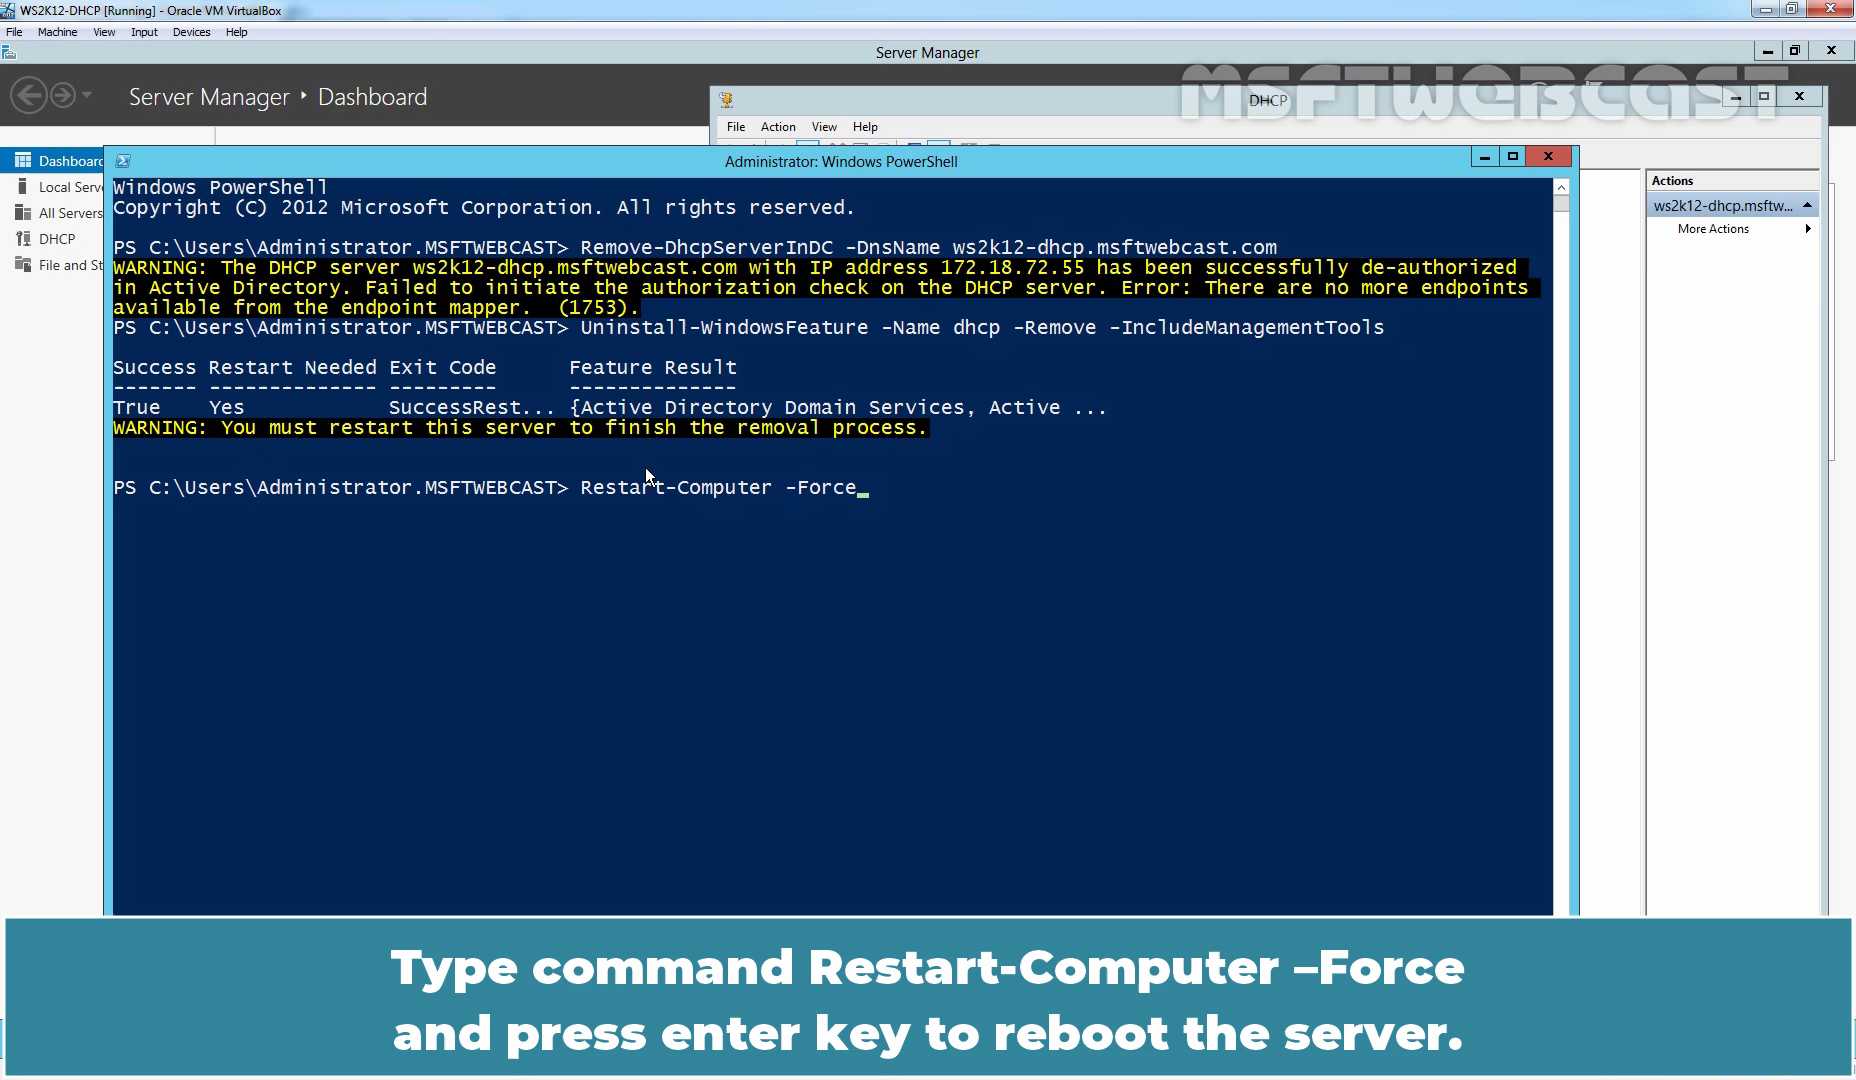 WS2K12-DHCP [Running] - Oracle VM VirtualBox
File Machine View Input Devices Help
Server Manager
Server Manager ‣ Dashboard
MSFTWEBCAST
DHCP
File Action View Help
Dashboard
Local Serve
All Servers
DHCP
File and St
Administrator: Windows PowerShell
Windows PowerShell
Copyright (C) 2012 Microsoft Corporation. All rights reserved.
PS C:\Users\Administrator.MSFTWEBCAST> Remove-DhcpServerInDC -DnsName ws2k12-dhcp.msftwebcast.com
WARNING: The DHCP server ws2k12-dhcp.msftwebcast.com with IP address 172.18.72.55 has been successfully de-authorized
in Active Directory. Failed to initiate the authorization check on the DHCP server. Error: There are no more endpoints
available from the endpoint mapper.  (1753).
PS C:\Users\Administrator.MSFTWEBCAST> Uninstall-WindowsFeature -Name dhcp -Remove -IncludeManagementTools
Success Restart Needed Exit Code      Feature Result
------- -------------- ---------      --------------
True    Yes            SuccessRest... {Active Directory Domain Services, Active ...
WARNING: You must restart this server to finish the removal process.
PS C:\Users\Administrator.MSFTWEBCAST> Restart-Computer -Force_
Actions
ws2k12-dhcp.msftw...
More Actions
Type command Restart-Computer –Force
and press enter key to reboot the server.